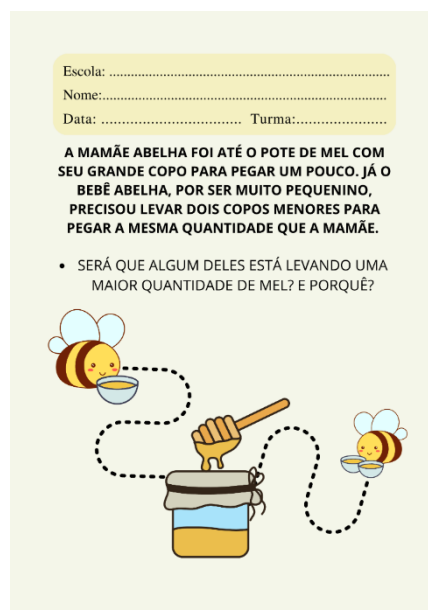 Escola: ........................................................................
Nome:.........................................................................
Data: ................................ Turma:.....................
A MAMÃE ABELHA FOI ATÉ O POTE DE MEL COM
SEU GRANDE COPO PARA PEGAR UM POUCO. JÁ O
BEBÊ ABELHA, POR SER MUITO PEQUENINO,
PRECISOU LEVAR DOIS COPOS MENORES PARA
PEGAR A MESMA QUANTIDADE QUE A MAMÃE.
• SERÁ QUE ALGUM DELES ESTÁ LEVANDO UMA
MAIOR QUANTIDADE DE MEL? E PORQUÊ?